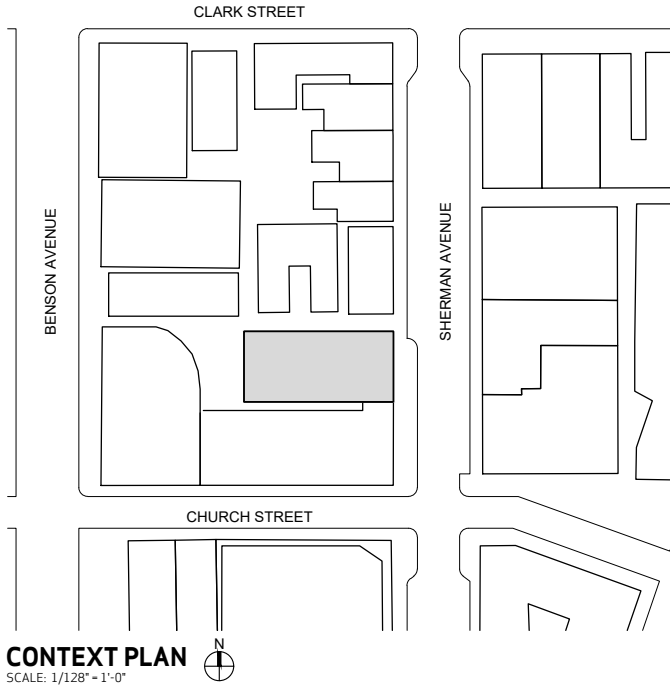 CLARK STREET
BENSON AVENUE
SHERMAN AVENUE
CHURCH STREET
CONTEXT PLAN
N
SCALE: 1/128" = 1'-0"